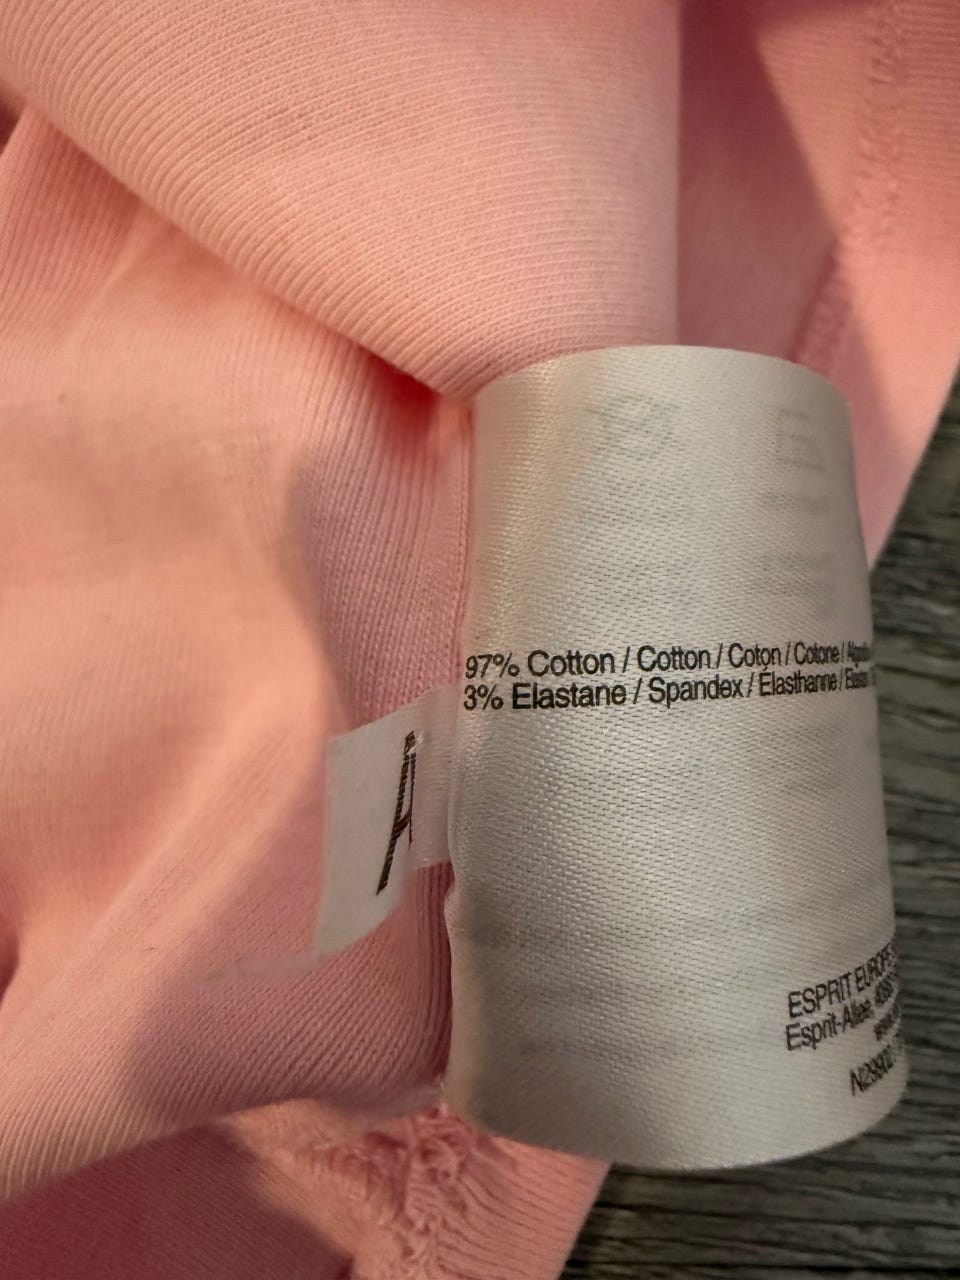 97% Cotton / Cotton / Coton / Cotone /
3% Elastane / Spandex / Élasthanne /
ESPRIT EUROPE
Esprit-Allee,